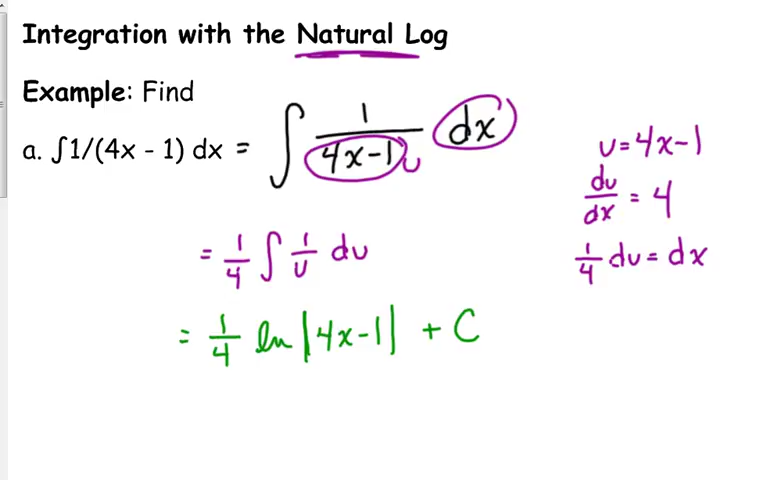 Integration with the Natural Log
Example: Find
a. ∫1/(4x - 1) dx = ∫ 1/(4x-1) dx
u
u = 4x-1
du/dx = 4
1/4 du = dx
= 1/4 ∫ 1/u du
= 1/4 ln |4x-1| + C